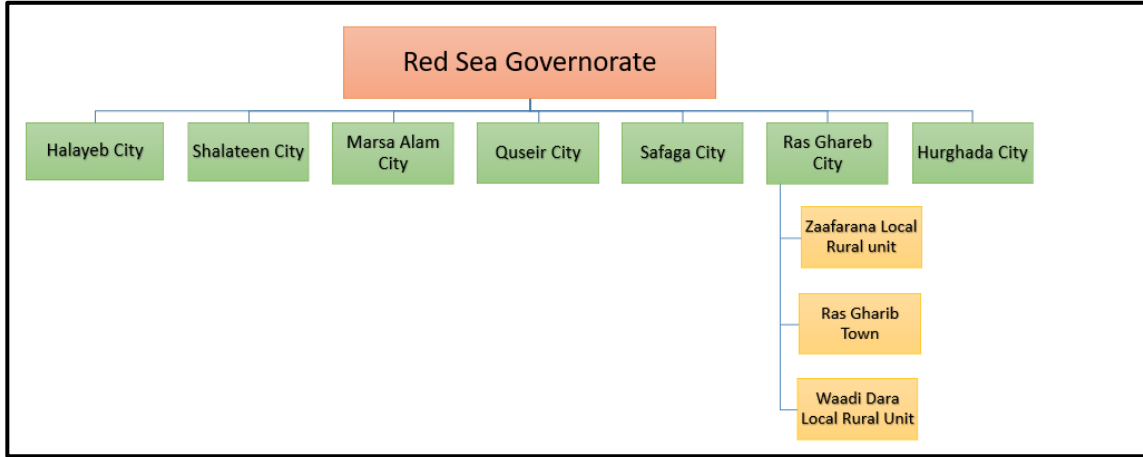 Red Sea Governorate
Halayeb City
Shalateen City
Marsa Alam
City
Quseir City
Safaga City
Ras Ghareb
City
Hurghada City
Zaafarana Local
Rural unit
Ras Gharib
Town
Waadi Dara
Local Rural Unit